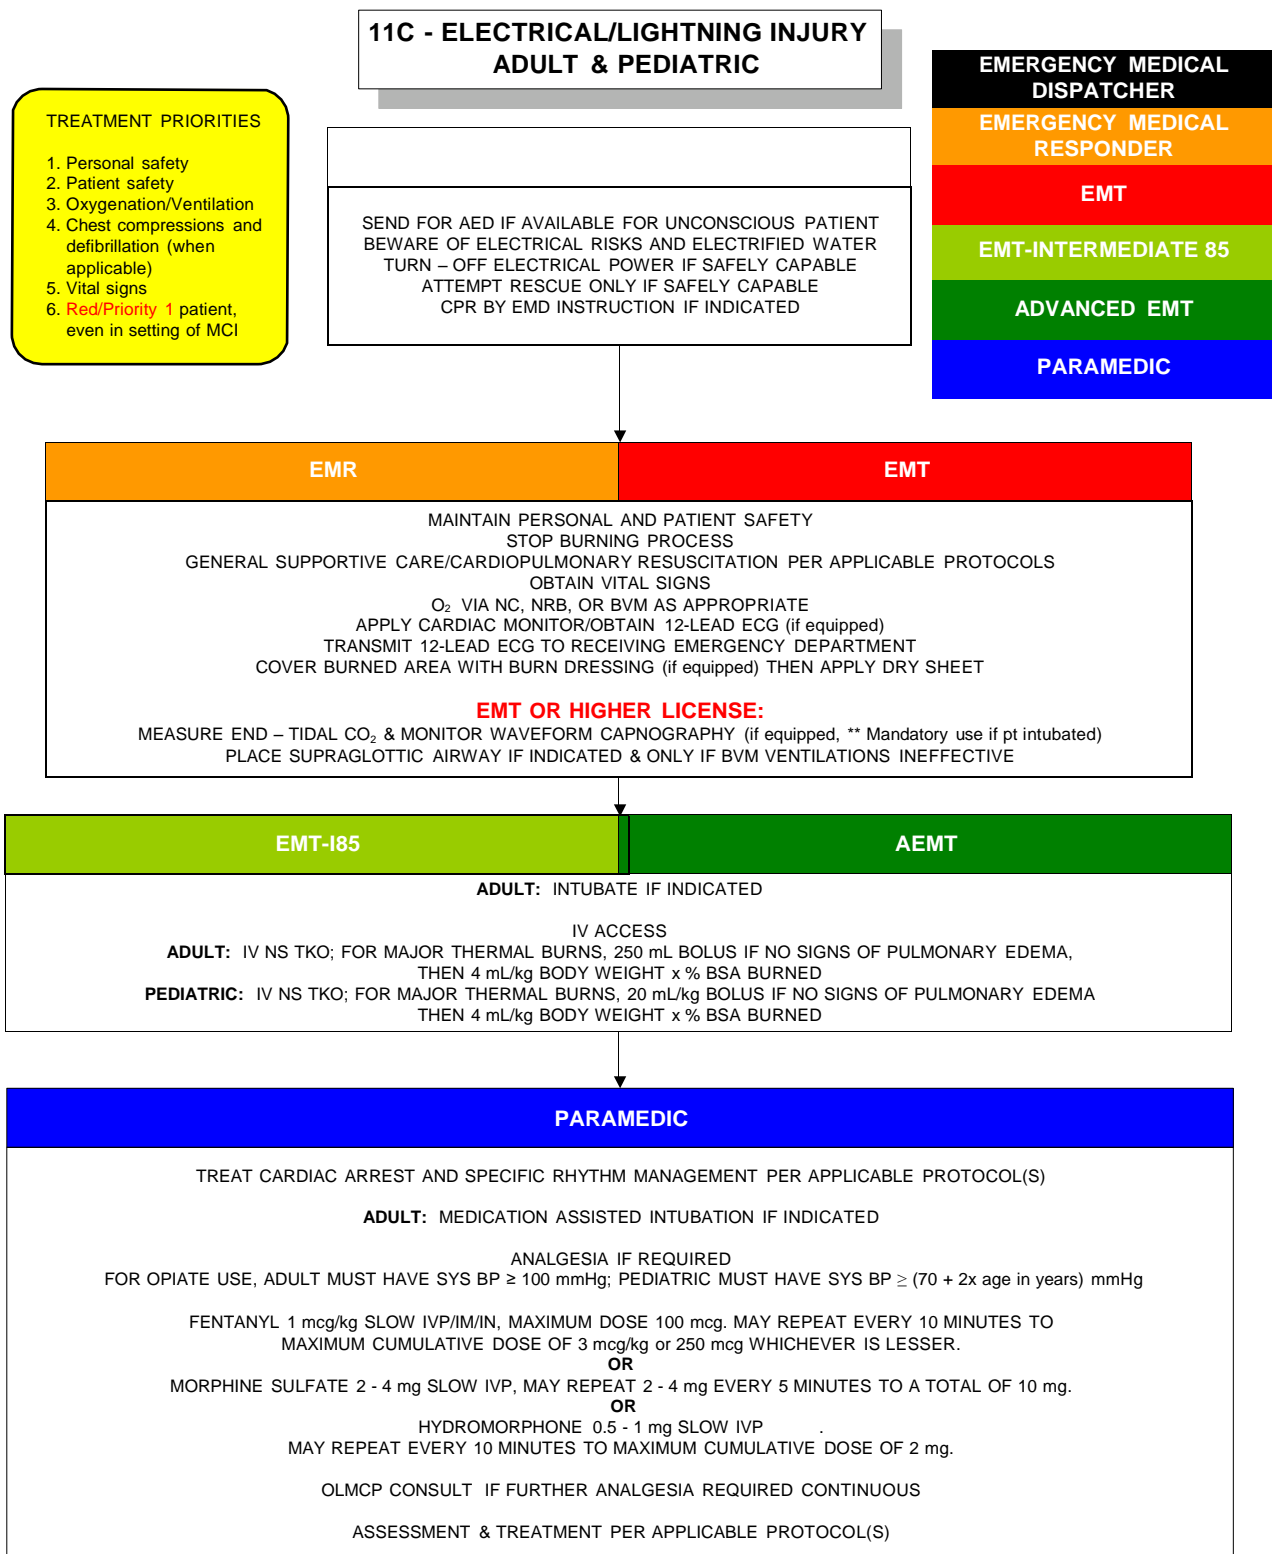 11C - ELECTRICAL/LIGHTNING INJURY
ADULT & PEDIATRIC
EMERGENCY MEDICAL
DISPATCHER
EMERGENCY MEDICAL
RESPONDER
EMT
EMT-INTERMEDIATE 85
ADVANCED EMT
PARAMEDIC
TREATMENT PRIORITIES
1. Personal safety
2. Patient safety
3. Oxygenation/Ventilation
4. Chest compressions and
defibrillation (when
applicable)
5. Vital signs
6. Red/Priority 1 patient,
even in setting of MCI
SEND FOR AED IF AVAILABLE FOR UNCONSCIOUS PATIENT
BEWARE OF ELECTRICAL RISKS AND ELECTRIFIED WATER
TURN – OFF ELECTRICAL POWER IF SAFELY CAPABLE
ATTEMPT RESCUE ONLY IF SAFELY CAPABLE
CPR BY EMD INSTRUCTION IF INDICATED
EMR
EMT
MAINTAIN PERSONAL AND PATIENT SAFETY
STOP BURNING PROCESS
GENERAL SUPPORTIVE CARE/CARDIOPULMONARY RESUSCITATION PER APPLICABLE PROTOCOLS
OBTAIN VITAL SIGNS
O₂ VIA NC, NRB, OR BVM AS APPROPRIATE
APPLY CARDIAC MONITOR/OBTAIN 12-LEAD ECG (if equipped)
TRANSMIT 12-LEAD ECG TO RECEIVING EMERGENCY DEPARTMENT
COVER BURNED AREA WITH BURN DRESSING (if equipped) THEN APPLY DRY SHEET
EMT OR HIGHER LICENSE:
MEASURE END – TIDAL CO₂ & MONITOR WAVEFORM CAPNOGRAPHY (if equipped, ** Mandatory use if pt intubated)
PLACE SUPRAGLOTTIC AIRWAY IF INDICATED & ONLY IF BVM VENTILATIONS INEFFECTIVE
EMT-I85
AEMT
ADULT: INTUBATE IF INDICATED
IV ACCESS
ADULT: IV NS TKO; FOR MAJOR THERMAL BURNS, 250 mL BOLUS IF NO SIGNS OF PULMONARY EDEMA,
THEN 4 mL/kg BODY WEIGHT x % BSA BURNED
PEDIATRIC: IV NS TKO; FOR MAJOR THERMAL BURNS, 20 mL/kg BOLUS IF NO SIGNS OF PULMONARY EDEMA
THEN 4 mL/kg BODY WEIGHT x % BSA BURNED
PARAMEDIC
TREAT CARDIAC ARREST AND SPECIFIC RHYTHM MANAGEMENT PER APPLICABLE PROTOCOL(S)
ADULT: MEDICATION ASSISTED INTUBATION IF INDICATED
ANALGESIA IF REQUIRED
FOR OPIATE USE, ADULT MUST HAVE SYS BP ≥ 100 mmHg; PEDIATRIC MUST HAVE SYS BP ≥ (70 + 2x age in years) mmHg
FENTANYL 1 mcg/kg SLOW IVP/IM/IN, MAXIMUM DOSE 100 mcg. MAY REPEAT EVERY 10 MINUTES TO
MAXIMUM CUMULATIVE DOSE OF 3 mcg/kg or 250 mcg WHICHEVER IS LESSER.
OR
MORPHINE SULFATE 2 - 4 mg SLOW IVP, MAY REPEAT 2 - 4 mg EVERY 5 MINUTES TO A TOTAL OF 10 mg.
OR
HYDROMORPHONE 0.5 - 1 mg SLOW IVP .
MAY REPEAT EVERY 10 MINUTES TO MAXIMUM CUMULATIVE DOSE OF 2 mg.
OLMCP CONSULT IF FURTHER ANALGESIA REQUIRED CONTINUOUS
ASSESSMENT & TREATMENT PER APPLICABLE PROTOCOL(S)